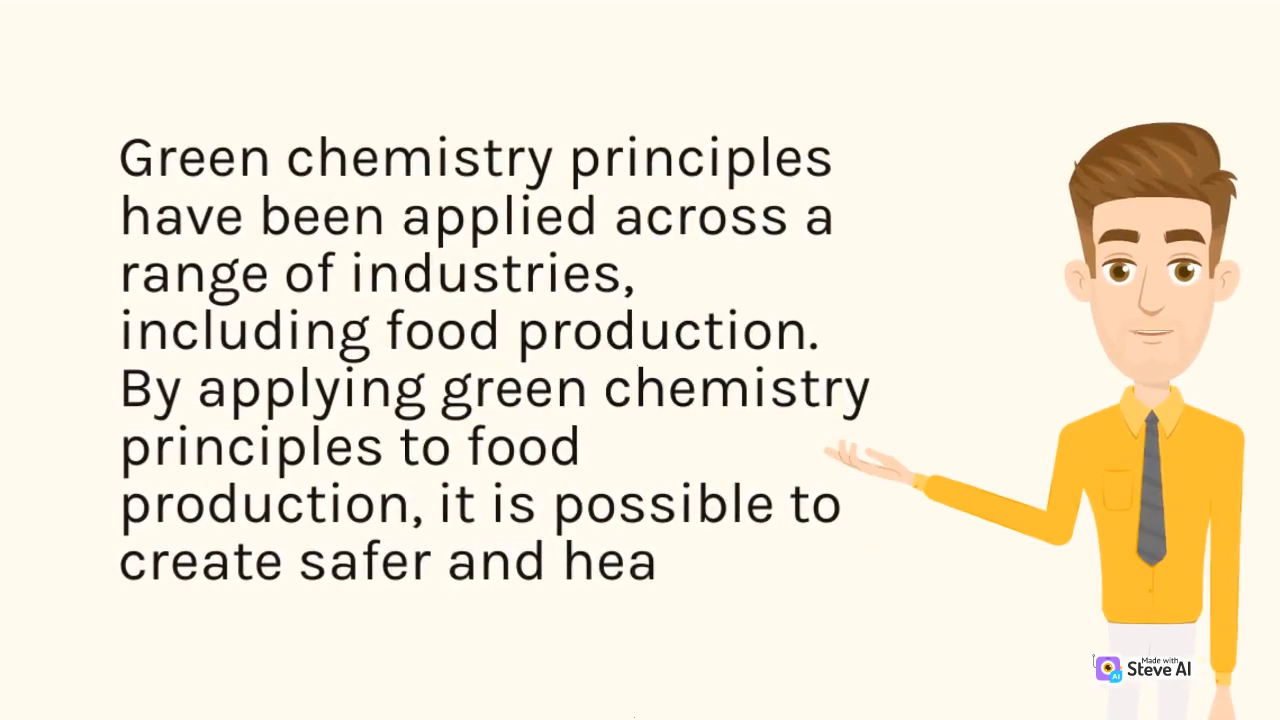 Green chemistry principles
have been applied across a
range of industries,
including food production.
By applying green chemistry
principles to food
production, it is possible to
create safer and hea
Made with
Steve AI
AI